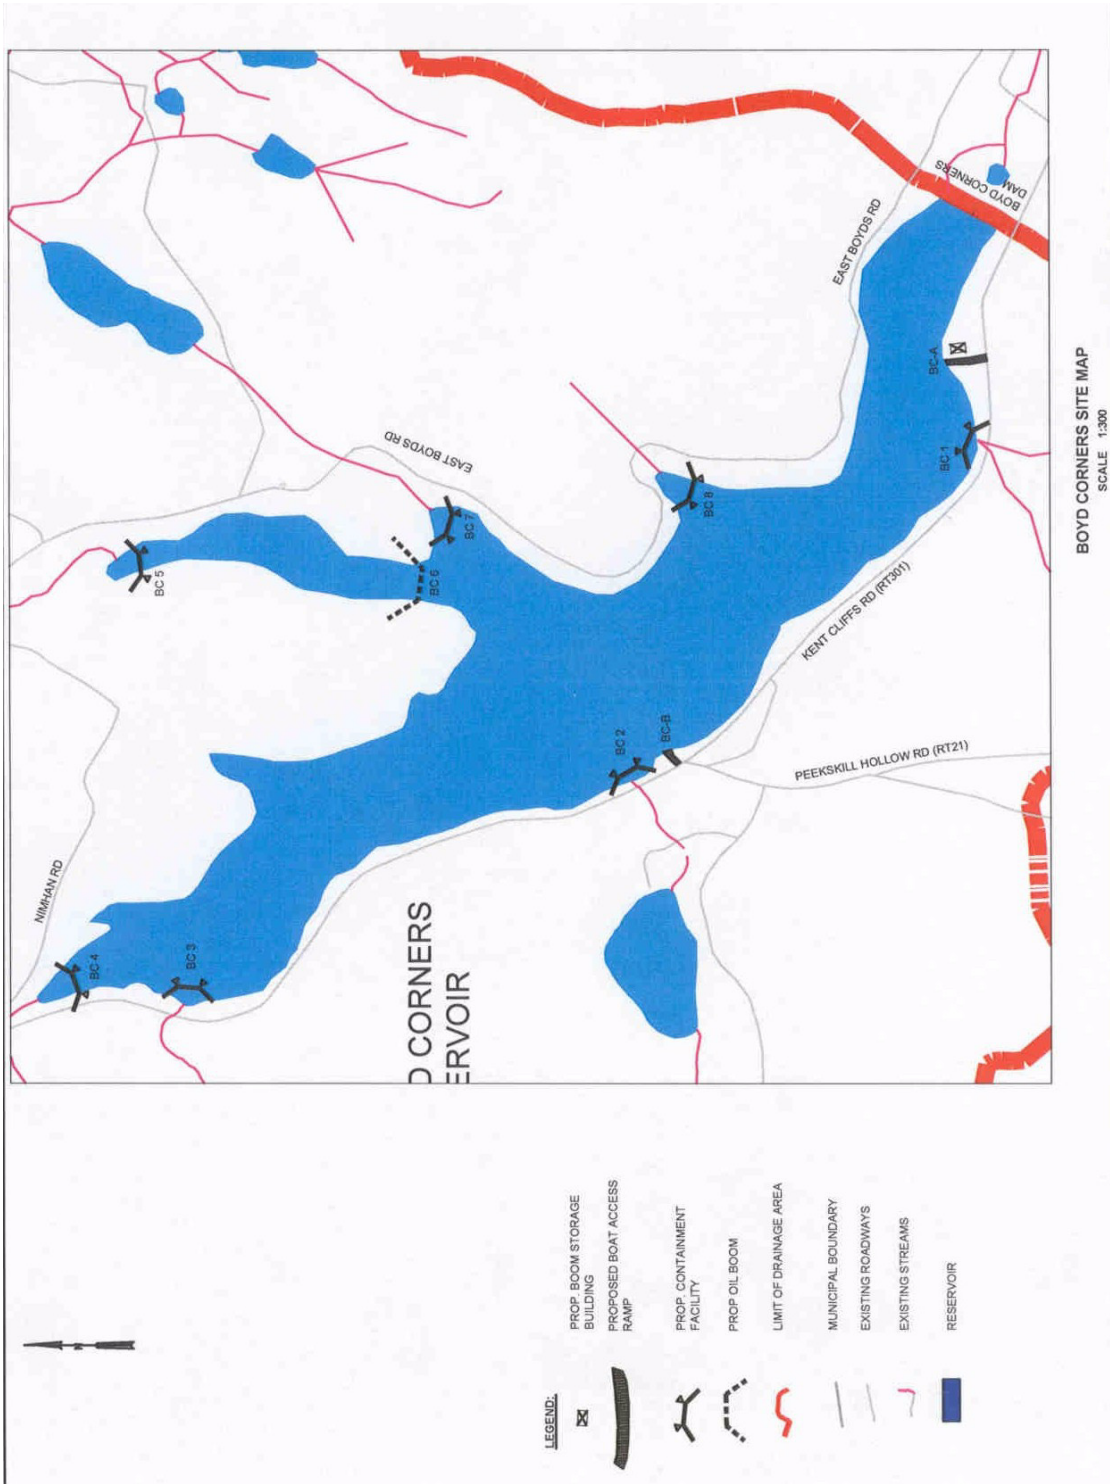 NIMHAN RD
BC 4
BC 3
BC 5
BC 6
BC 7
EAST BOYDS RD
BC 8
BC 2
BC-B
EAST BOYDS RD
BOYD CORNERS
DAM
BC-A
BC 1
KENT CLIFFS RD (RT301)
PEEKSKILL HOLLOW RD (RT21)
D CORNERS
ERVOIR
N
LEGEND:
PROP. BOOM STORAGE
BUILDING
PROPOSED BOAT ACCESS
RAMP
PROP. CONTAINMENT
FACILITY
PROP OIL BOOM
LIMIT OF DRAINAGE AREA
MUNICIPAL BOUNDARY
EXISTING ROADWAYS
EXISTING STREAMS
RESERVOIR
BOYD CORNERS SITE MAP
SCALE 1:300